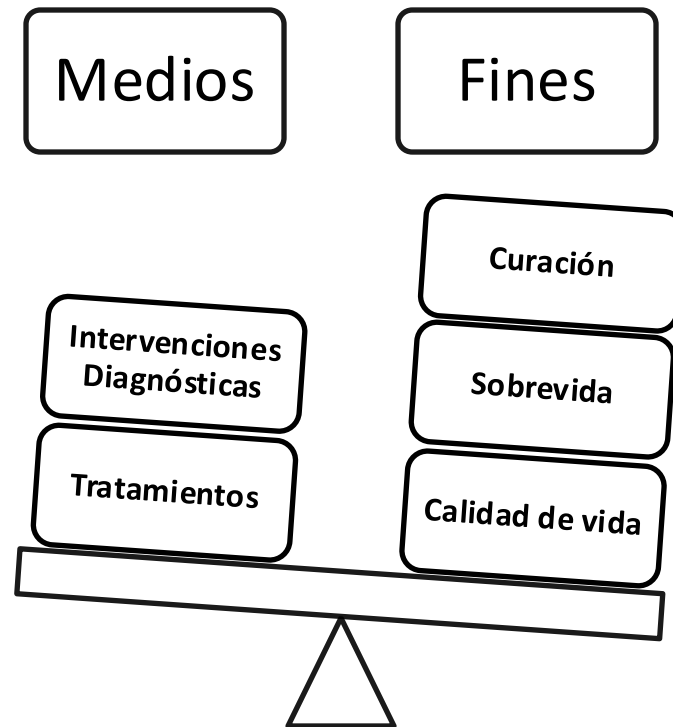 Medios
Fines
Intervenciones
Diagnósticas
Tratamientos
Curación
Sobrevida
Calidad de vida